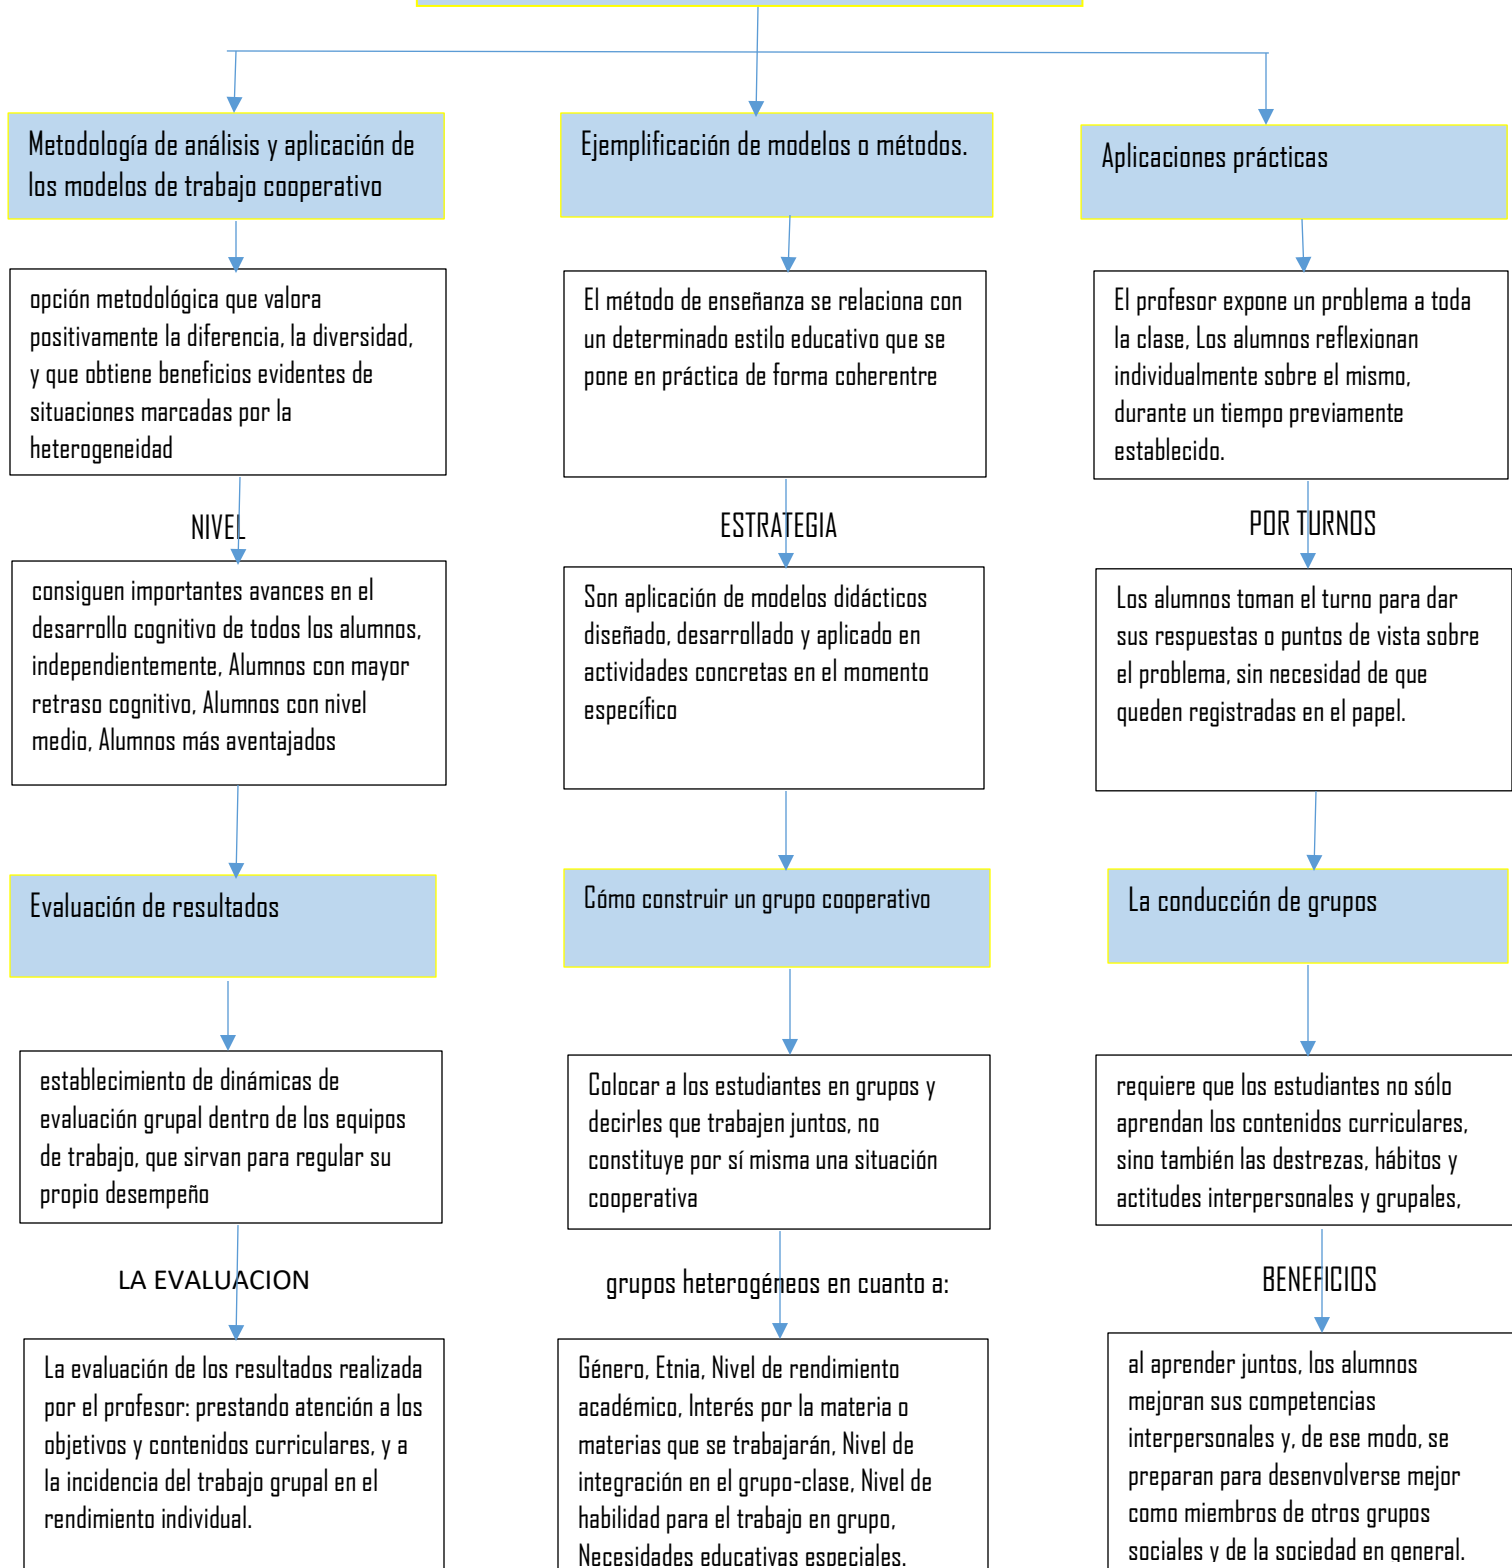 Metodología de análisis y aplicación de
los modelos de trabajo cooperativo
opción metodológica que valora
positivamente la diferencia, la diversidad,
y que obtiene beneficios evidentes de
situaciones marcadas por la
heterogeneidad
NIVEL
consiguen importantes avances en el
desarrollo cognitivo de todos los alumnos,
independientemente, Alumnos con mayor
retraso cognitivo, Alumnos con nivel
medio, Alumnos más aventajados
Evaluación de resultados
establecimiento de dinámicas de
evaluación grupal dentro de los equipos
de trabajo, que sirvan para regular su
propio desempeño
LA EVALUACION
La evaluación de los resultados realizada
por el profesor: prestando atención a los
objetivos y contenidos curriculares, y a
la incidencia del trabajo grupal en el
rendimiento individual.
Ejemplificación de modelos o métodos.
El método de enseñanza se relaciona con
un determinado estilo educativo que se
pone en práctica de forma coherentre
ESTRATEGIA
Son aplicación de modelos didácticos
diseñado, desarrollado y aplicado en
actividades concretas en el momento
específico
Cómo construir un grupo cooperativo
Colocar a los estudiantes en grupos y
decirles que trabajen juntos, no
constituye por sí misma una situación
cooperativa
grupos heterogéneos en cuanto a:
Género, Etnia, Nivel de rendimiento
académico, Interés por la materia o
materias que se trabajarán, Nivel de
integración en el grupo-clase, Nivel de
habilidad para el trabajo en grupo,
Necesidades educativas especiales.
Aplicaciones prácticas
El profesor expone un problema a toda
la clase, Los alumnos reflexionan
individualmente sobre el mismo,
durante un tiempo previamente
establecido.
POR TURNOS
Los alumnos toman el turno para dar
sus respuestas o puntos de vista sobre
el problema, sin necesidad de que
queden registradas en el papel.
La conducción de grupos
requiere que los estudiantes no sólo
aprendan los contenidos curriculares,
sino también las destrezas, hábitos y
actitudes interpersonales y grupales,
BENEFICIOS
al aprender juntos, los alumnos
mejoran sus competencias
interpersonales y, de ese modo, se
preparan para desenvolverse mejor
como miembros de otros grupos
sociales y de la sociedad en general.